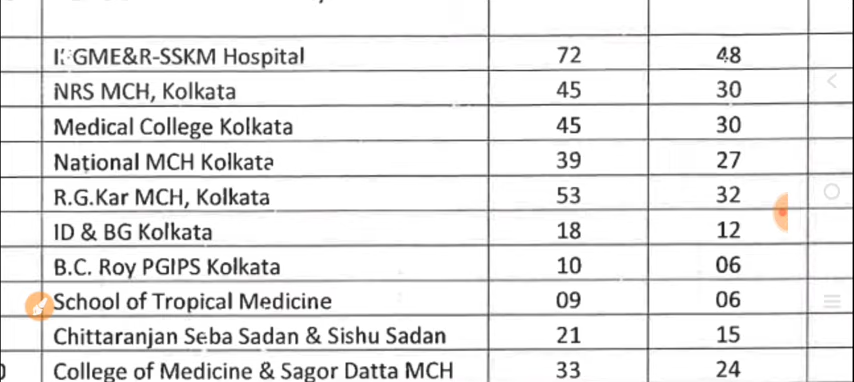 GME&R-SSKM Hospital 72 48
NRS MCH, Kolkata 45 30
Medical College Kolkata 45 30
National MCH Kolkata 39 27
R.G.Kar MCH, Kolkata 53 32
ID & BG Kolkata 18 12
B.C. Roy PGIPS Kolkata 10 06
School of Tropical Medicine 09 06
Chittaranjan Seba Sadan & Sishu Sadan 21 15
College of Medicine & Sagor Datta MCH 33 24